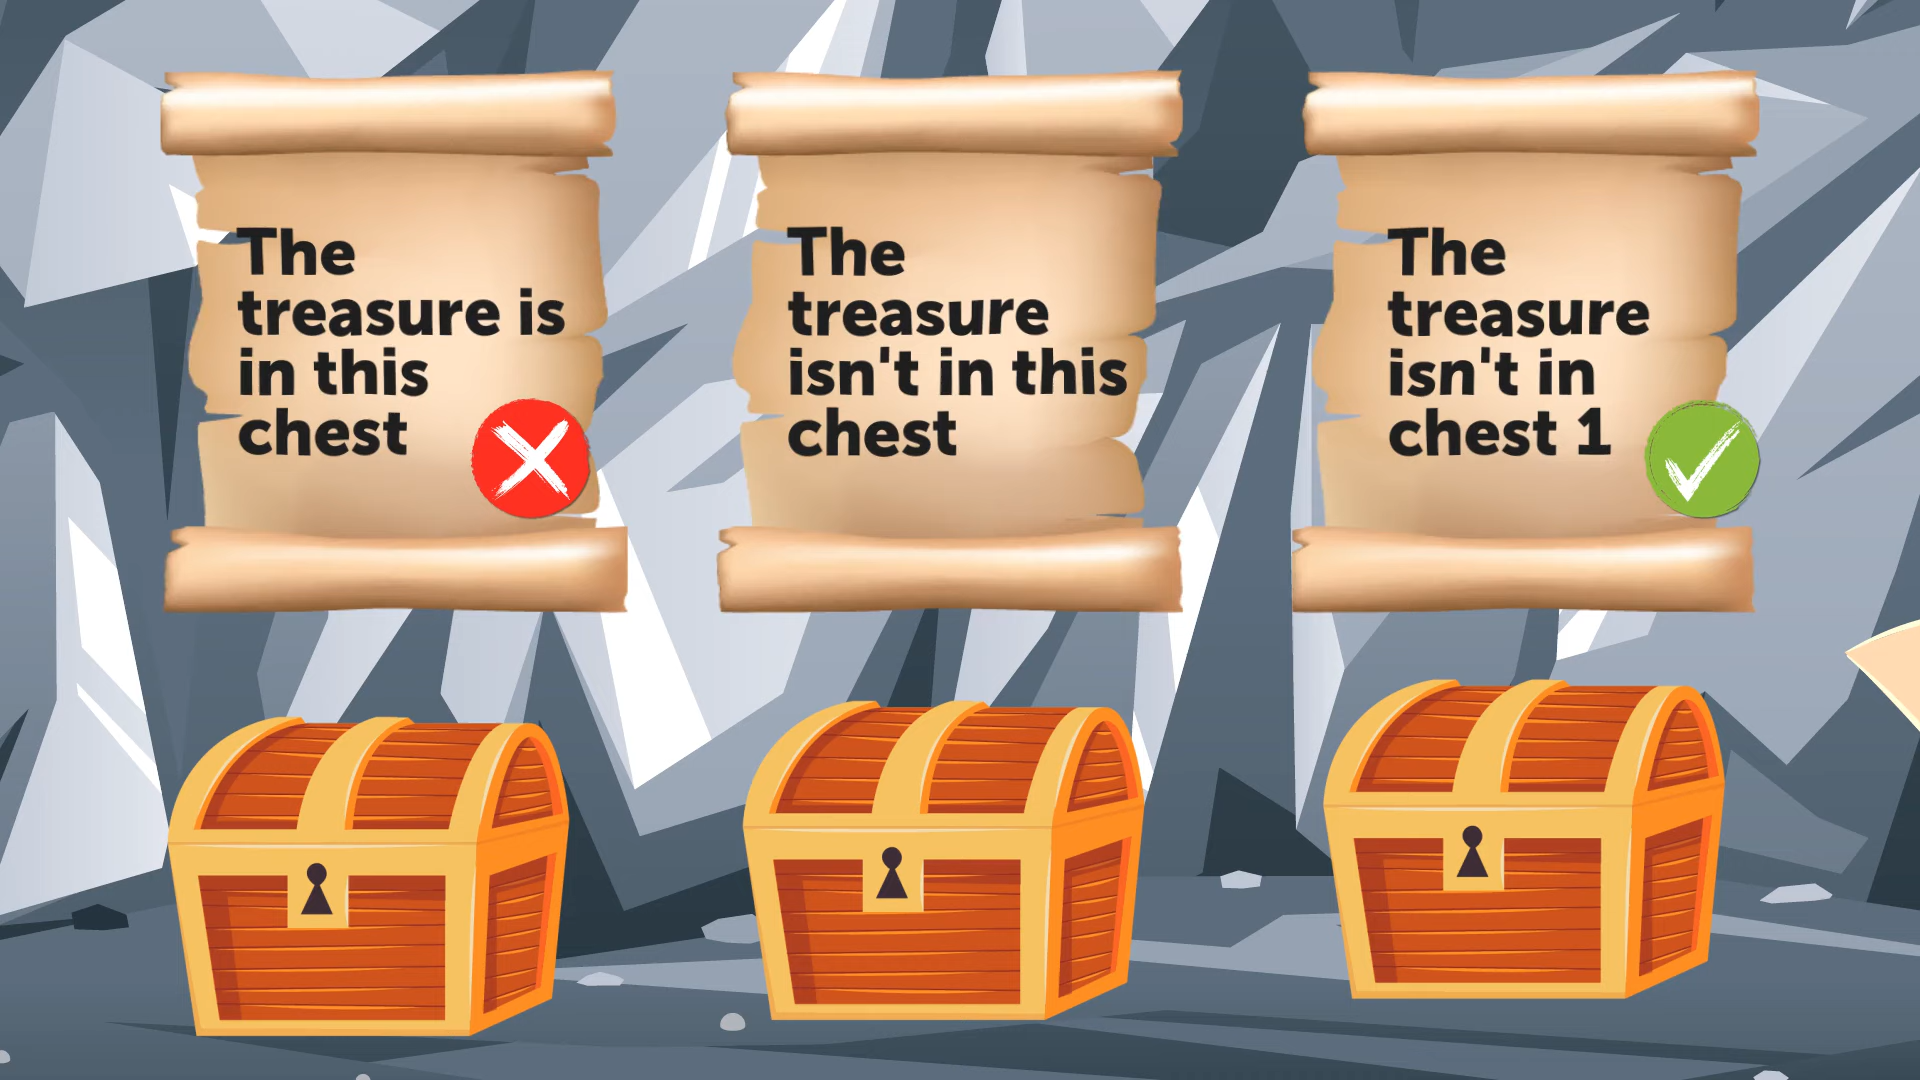 The
treasure is
in this
chest
The
treasure
isn't in this
chest
The
treasure
isn't in
chest 1